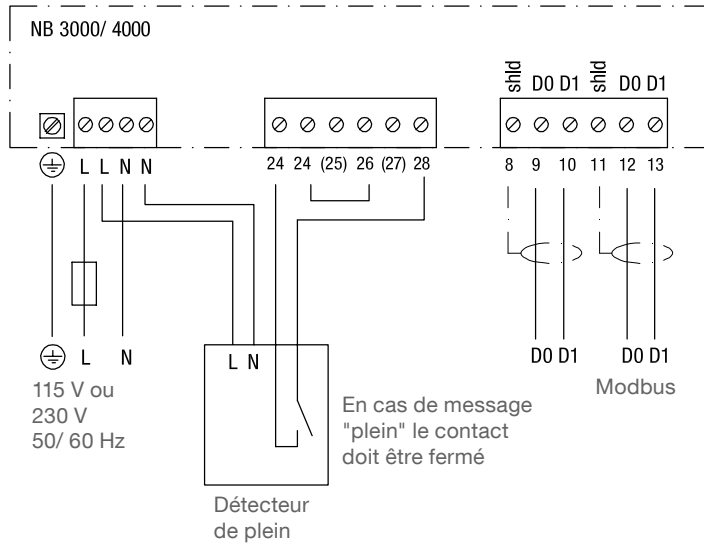 NB 3000/ 4000
shld D0 D1 shld D0 D1
L L N N
24 24 (25) 26 (27) 28
8 9 10 11 12 13
L N
115 V ou
230 V
50/ 60 Hz
L N
Détecteur
de plein
En cas de message
"plein" le contact
doit être fermé
D0 D1 D0 D1
Modbus